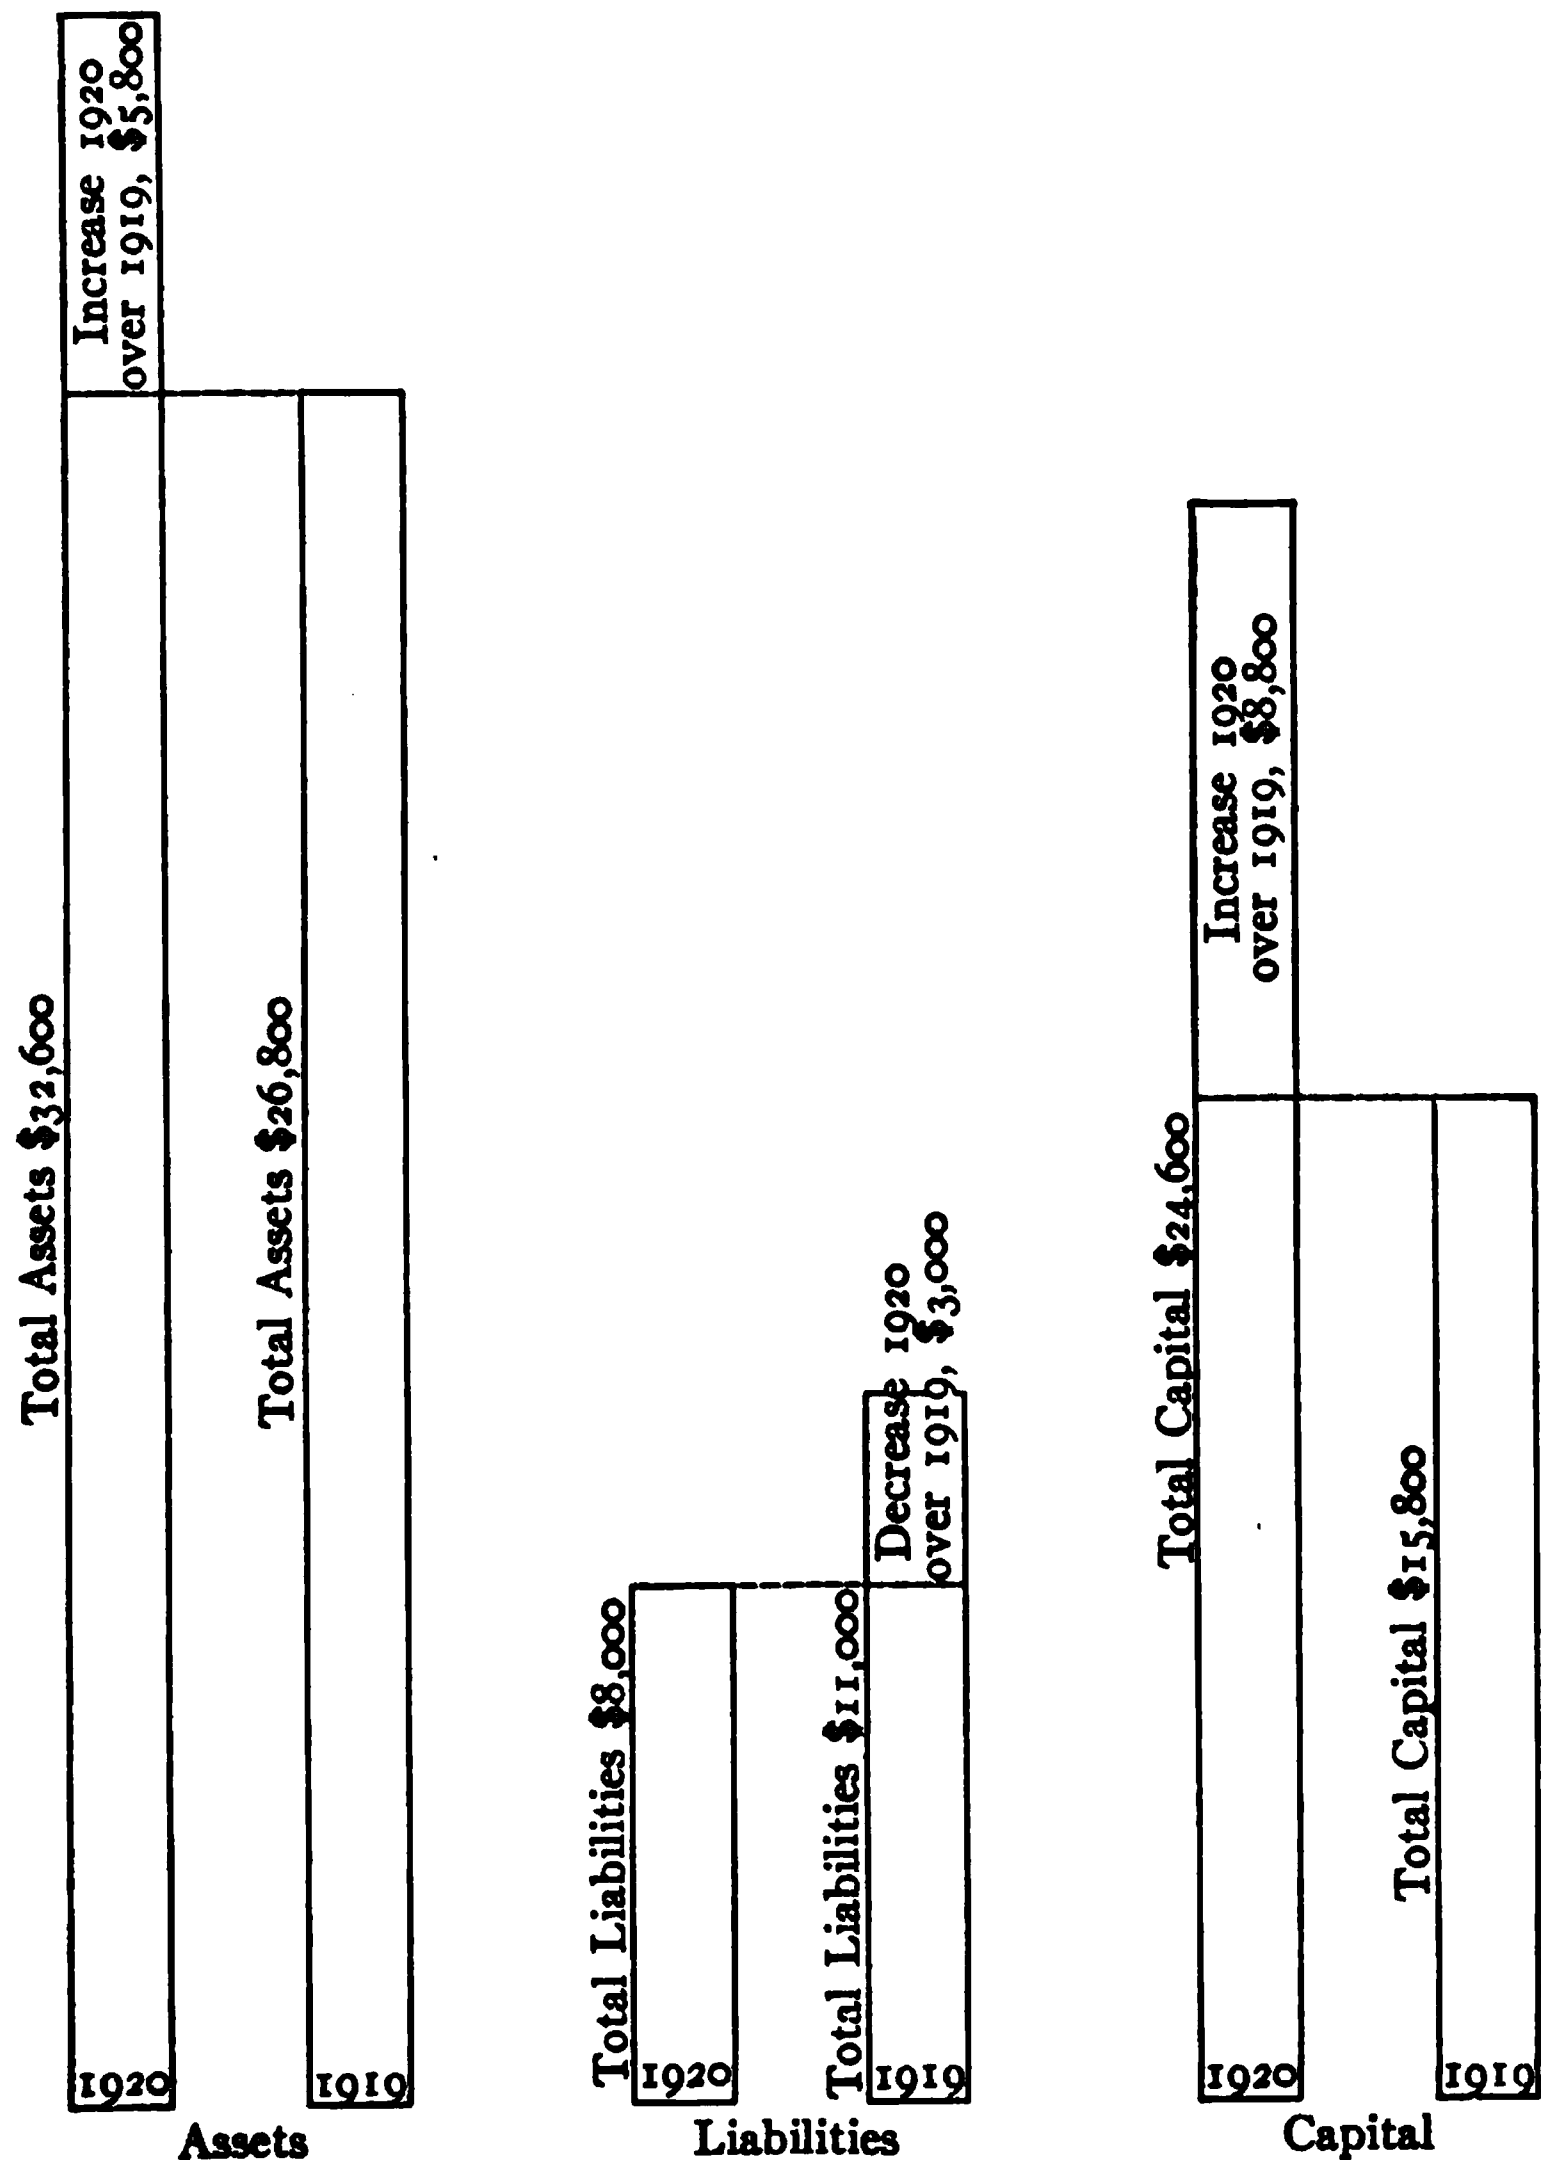 Total Assets $32,600
Increase 1920
over 1919, $5,800
1920
Total Assets $26,800
1919
Assets
Total Liabilities $8,000
1920
Total Liabilities $11,000
Decrease 1920
over 1919, $3,000
1919
Liabilities
Total Capital $24,600
Increase 1920
over 1919, $8,800
1920
Total Capital $15,800
1919
Capital